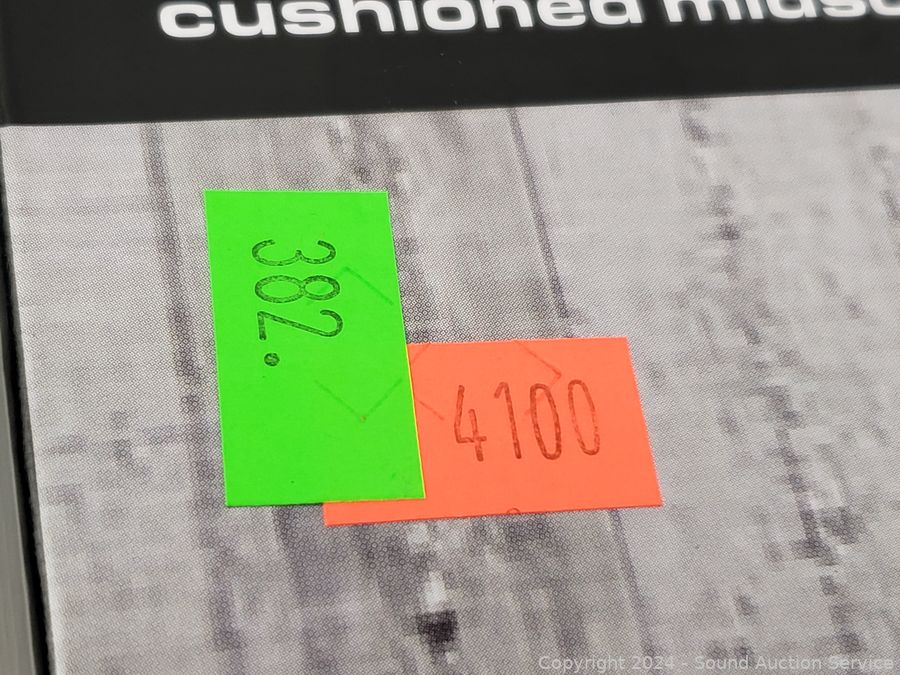 cushioned
382.
4100
Copyright 2024 - Sound Auction Service